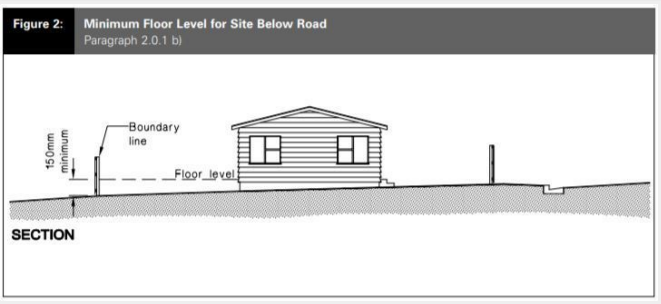 Figure 2: Minimum Floor Level for Site Below Road
Paragraph 2.0.1 b)
150mm
minimum
Boundary
line
Floor level
SECTION